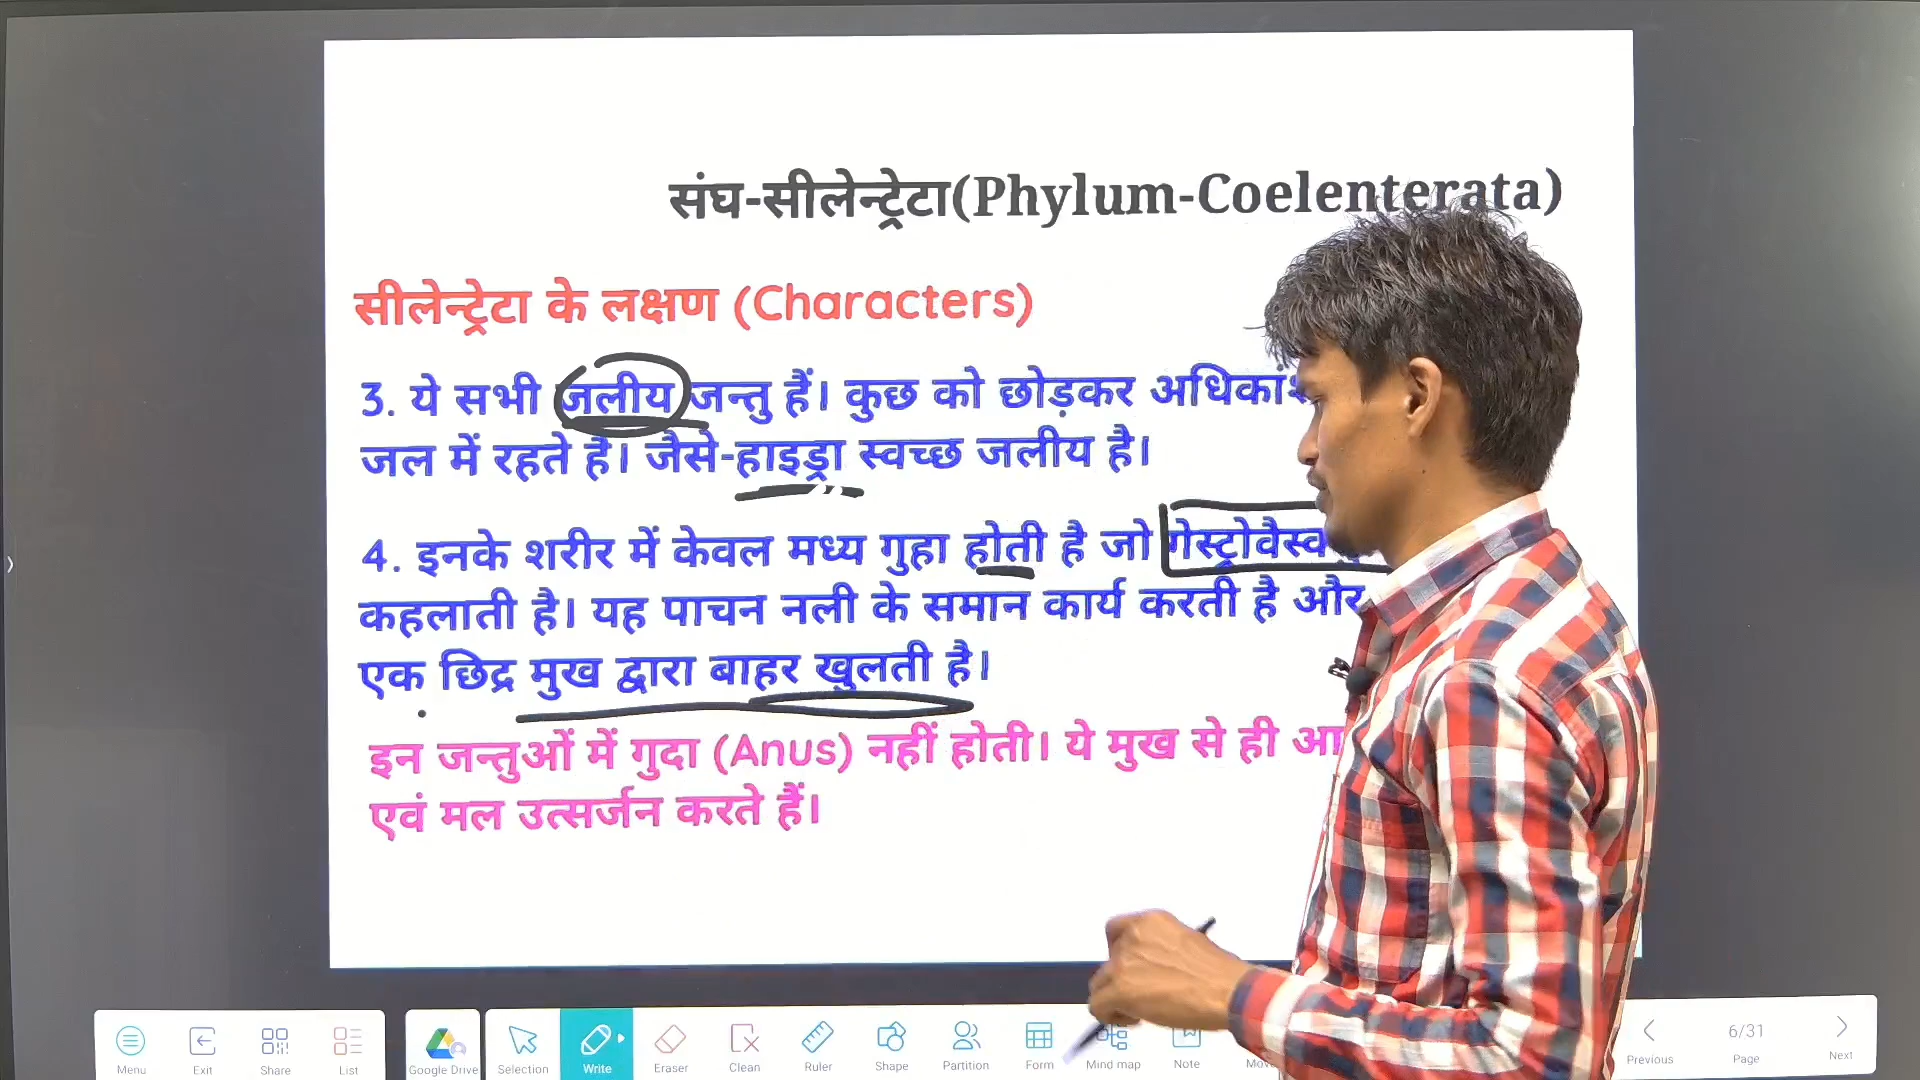 संघ-सीलेन्ट्रेटा(Phylum-Coelenterata)
सीलेन्ट्रेटा के लक्षण (Characters)
3. ये सभी जलीय जन्तु हैं। कुछ को छोड़कर
जल में रहते हैं। जैसे-हाइड्रा स्वच्छ जलीय है।
4. इनके शरीर में केवल मध्य गुहा होती है जो
कहलाती है। यह पाचन नली के समान कार्य करती है और
एक छिद्र मुख द्वारा बाहर खुलती है।
इन जन्तुओं में गुदा (Anus) नहीं होती। ये मुख से ही
एवं मल उत्सर्जन करते हैं।
Menu Exit Share List Google Drive Selection Write Eraser Clean Ruler Shape Partition Form Mind map Note Previous 6/31 Page Next